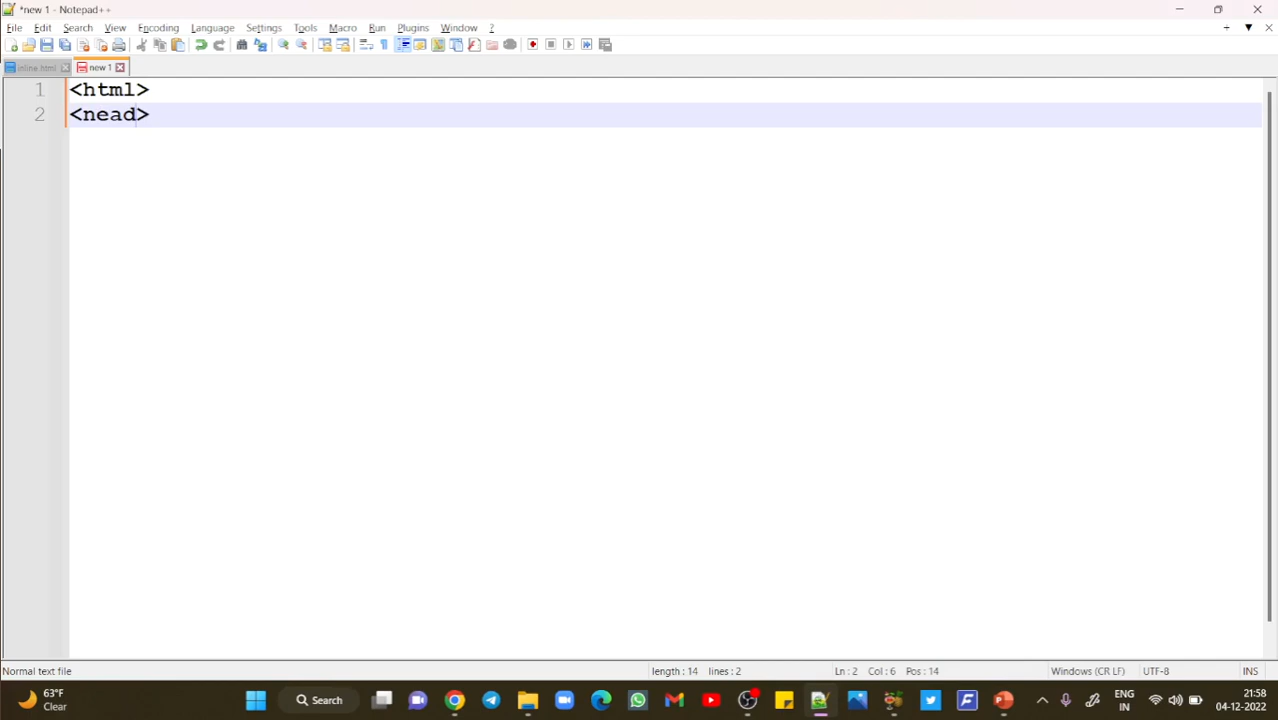 *new 1 - Notepad++
File Edit Search View Encoding Language Settings Tools Macro Run Plugins Window ?
inline.html new 1
1 <html>
2 <nead>
Normal text file length : 14 lines : 2 Ln : 2 Col : 6 Pos : 14 Windows (CR LF) UTF-8 INS
63°F
Clear
Search
ENG
IN
21:58
04-12-2022